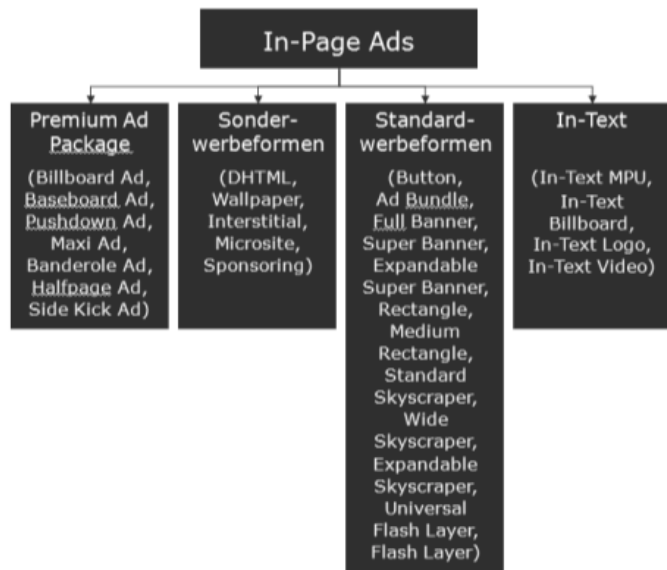 In-Page Ads
Premium Ad
Package
(Billboard Ad,
Baseboard Ad,
Pushdown Ad,
Maxi Ad,
Banderole Ad,
Halfpage Ad,
Side Kick Ad)
Sonder-
werbeformen
(DHTML,
Wallpaper,
Interstitial,
Microsite,
Sponsoring)
Standard-
werbeformen
(Button,
Ad Bundle,
Full Banner,
Super Banner,
Expandable
Super Banner,
Rectangle,
Medium
Rectangle,
Standard
Skyscraper,
Wide
Skyscraper,
Expandable
Skyscraper,
Universal
Flash Layer,
Flash Layer)
In-Text
(In-Text MPU,
In-Text
Billboard,
In-Text Logo,
In-Text Video)